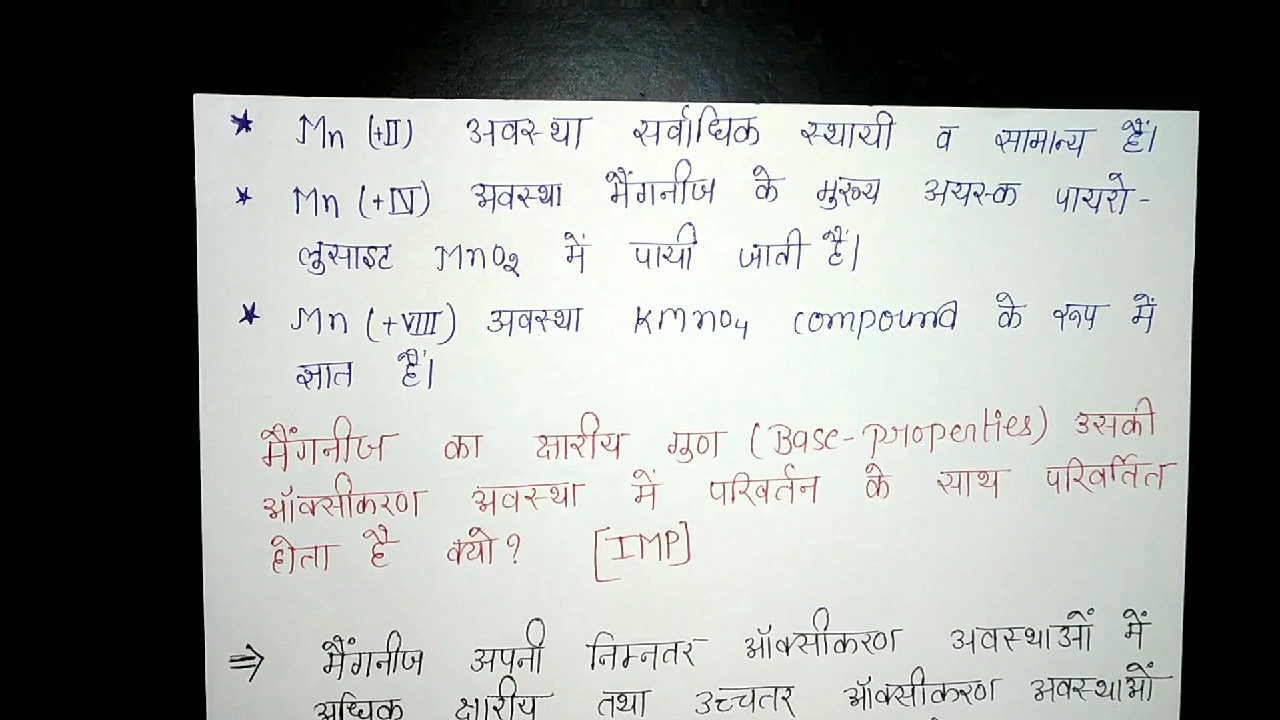 ★ Mn (+II) अवस्था सर्वाधिक स्थायी व सामान्य हैं।
★ Mn (+IV) अवस्था मैंगनीज के मुख्य अयस्क पायरो-
लुसाइट MnO₂ में पायी जाती हैं।
★ Mn (+VIII) अवस्था KMnO₄ compound के रूप में
ज्ञात हैं।
मैंगनीज का क्षारीय गुण (Base-properties) उसकी
ऑक्सीकरण अवस्था में परिवर्तन के साथ परिवर्तित
होता है क्यो? [IMP]
⇒ मैंगनीज अपनी निम्नतर ऑक्सीकरण अवस्थाओं में
अधिक क्षारीय तथा उच्चतर ऑक्सीकरण अवस्थाओं